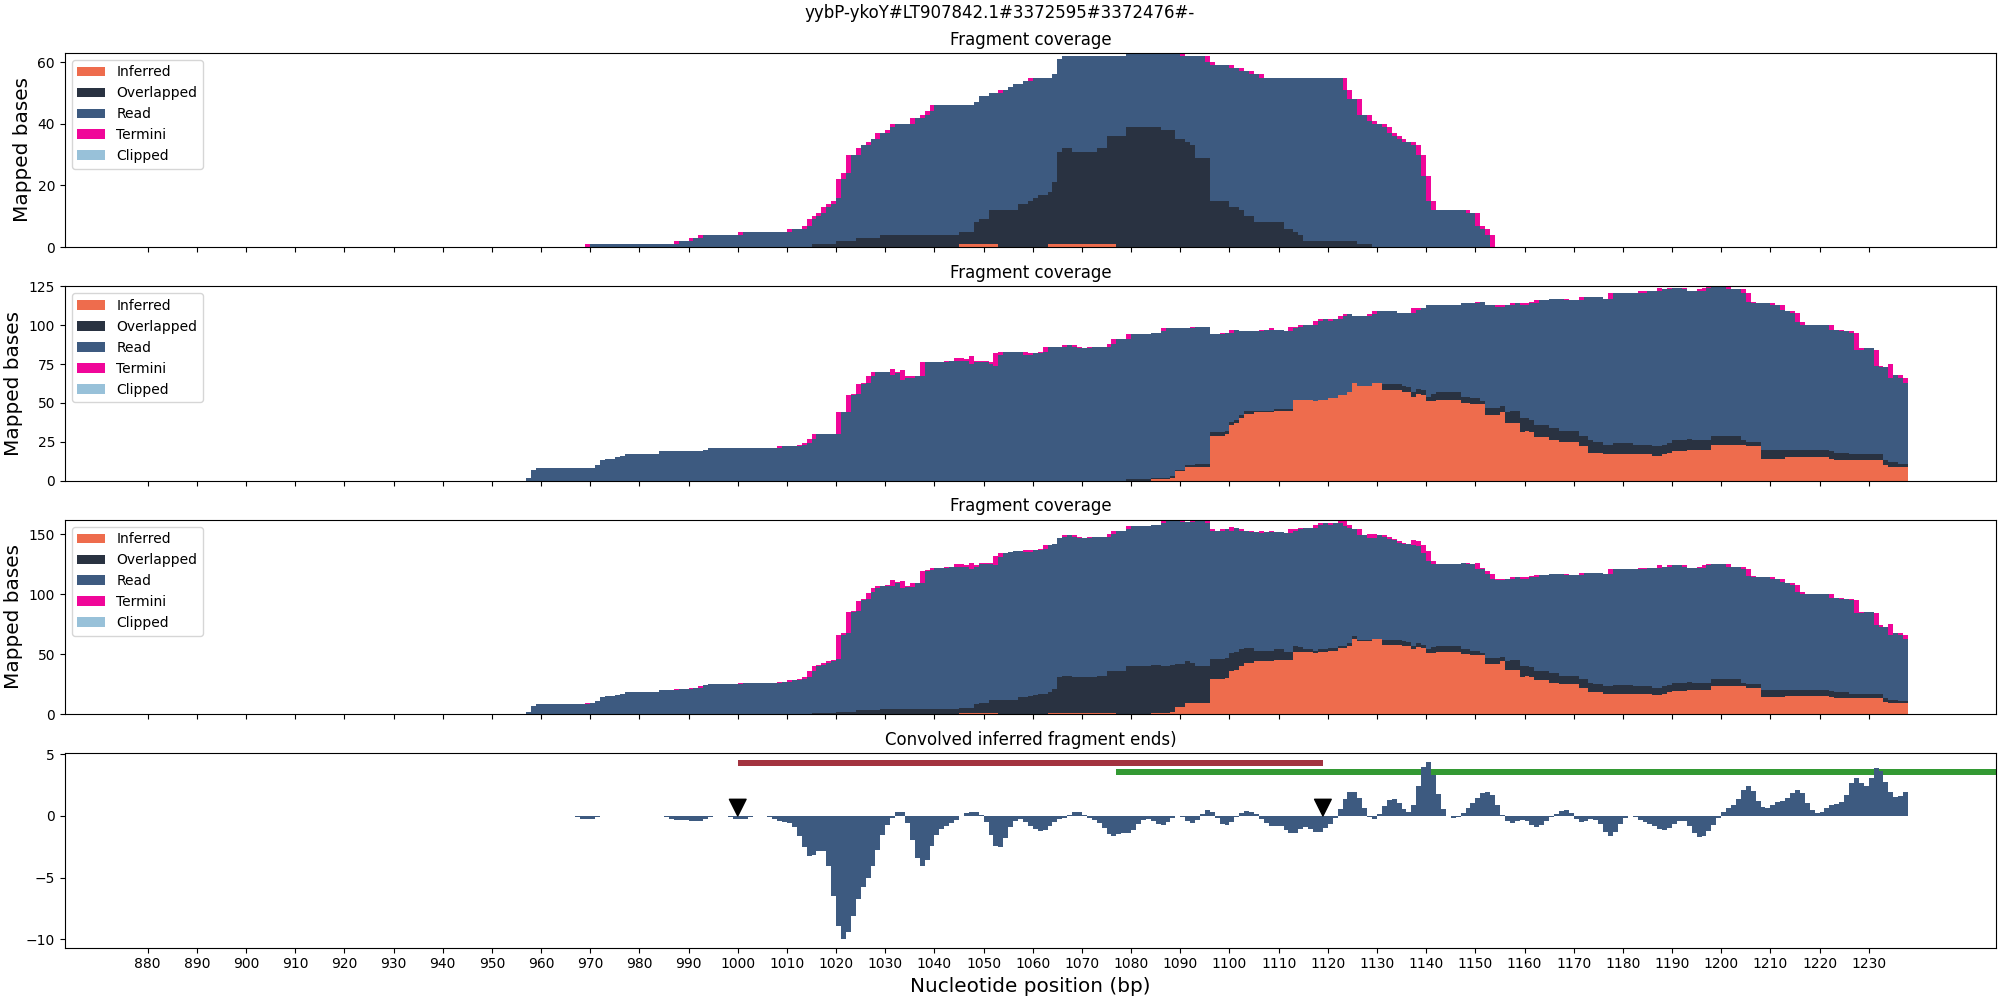 yybP-ykoY#LT907842.1#3372595#3372476#-
Fragment coverage
Mapped bases
60
40
20
0
Inferred
Overlapped
Read
Termini
Clipped
Fragment coverage
Mapped bases
125
100
75
50
25
0
Inferred
Overlapped
Read
Termini
Clipped
Fragment coverage
Mapped bases
150
100
50
0
Inferred
Overlapped
Read
Termini
Clipped
Convolved inferred fragment ends)
5
0
−5
−10
880 890 900 910 920 930 940 950 960 970 980 990 1000 1010 1020 1030 1040 1050 1060 1070 1080 1090 1100 1110 1120 1130 1140 1150 1160 1170 1180 1190 1200 1210 1220 1230
Nucleotide position (bp)